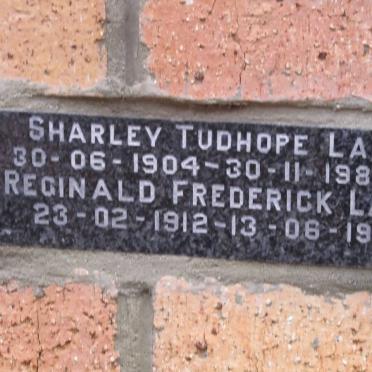 SHARLEY TUDHOPE LA
30-06-1904-30-11-198
REGINALD FREDERICK LA
23-02-1912-13-06-19